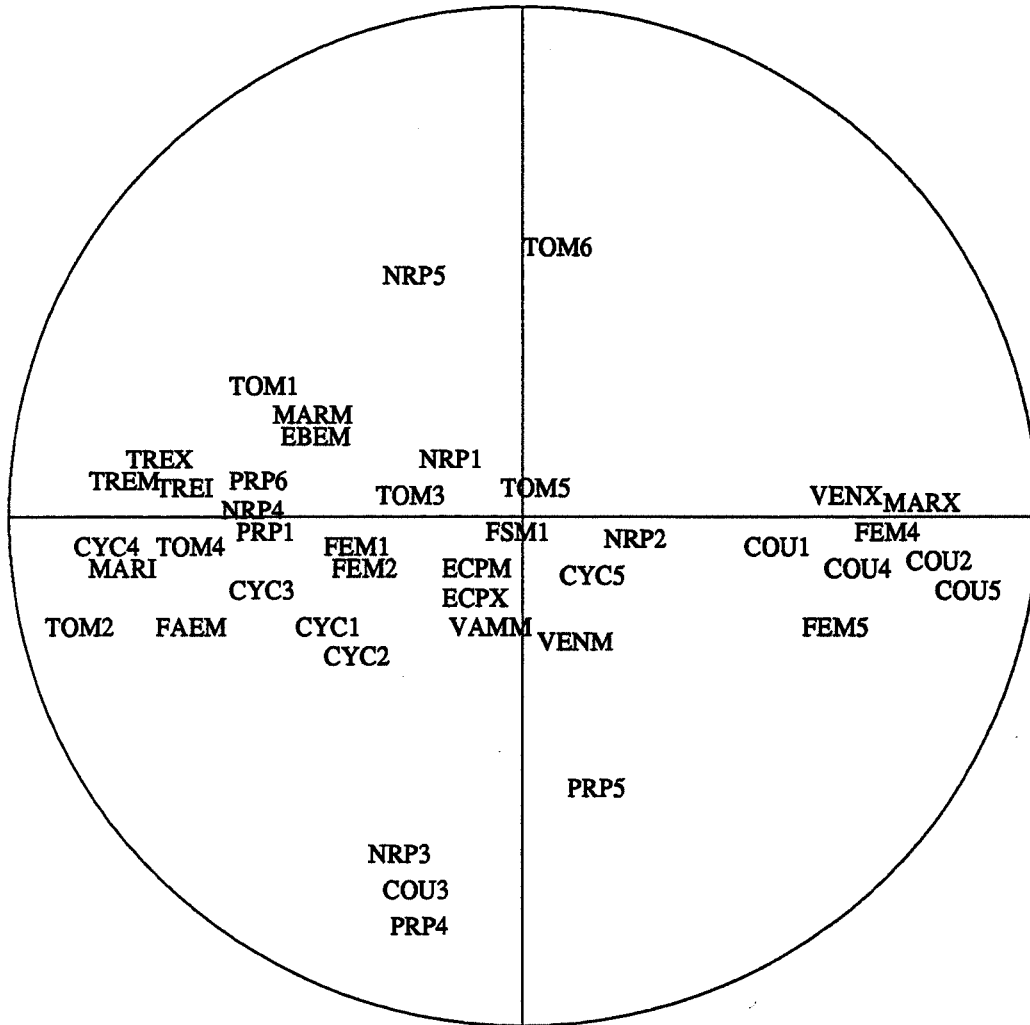 TOM6
NRP5
TOM1
MARM
EBEM
TREX
NRP1
TREM
TREI
PRP6
TOM3
TOM5
VENX
MARX
NRP4
PRP1
FSM1
FEM4
NRP2
CYC4
TOM4
FEM1
COU1
COU2
MARI
FEM2
ECPM
CYC5
COU4
CYC3
ECPX
COU5
TOM2
FAEM
CYC1
VAMM
FEM5
VENM
CYC2
PRP5
NRP3
COU3
PRP4